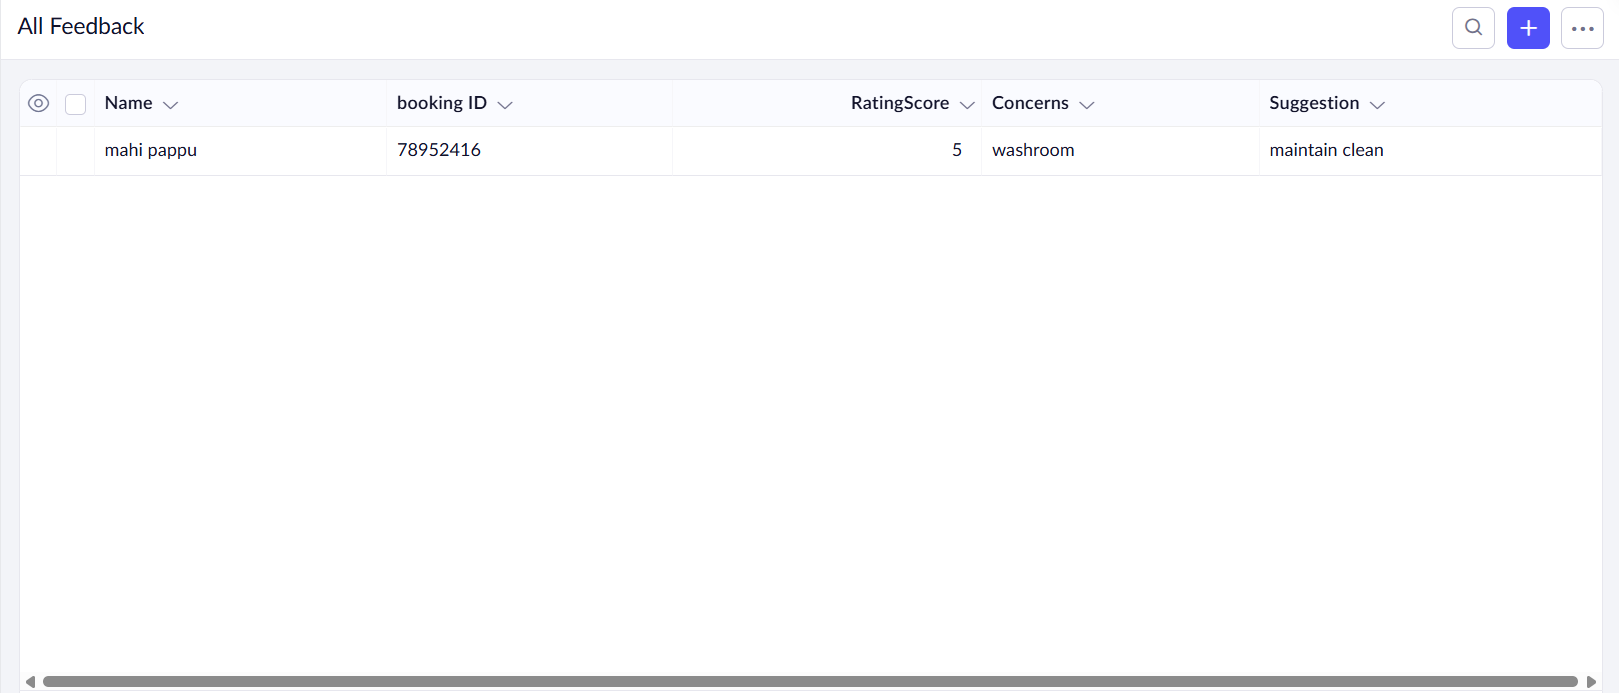 All Feedback
Name booking ID RatingScore Concerns Suggestion
mahi pappu 78952416 5 washroom maintain clean